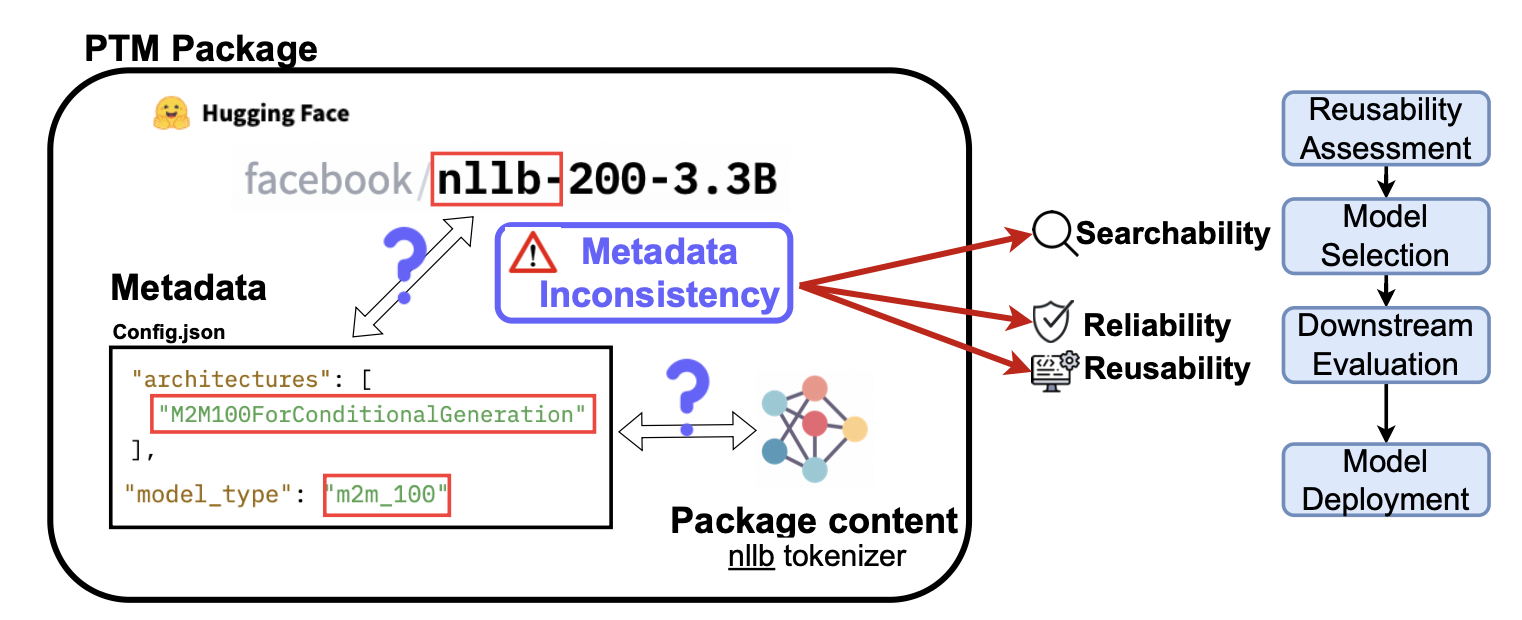 PTM Package
Hugging Face
facebook/nllb-200-3.3B
?
! Metadata
Inconsistency
Metadata
Config.json
"architectures": [
"M2M100ForConditionalGeneration"
],
"model_type": "m2m_100"
?
Package content
nllb tokenizer
Searchability
Reliability
Reusability
Reusability
Assessment
Model
Selection
Downstream
Evaluation
Model
Deployment